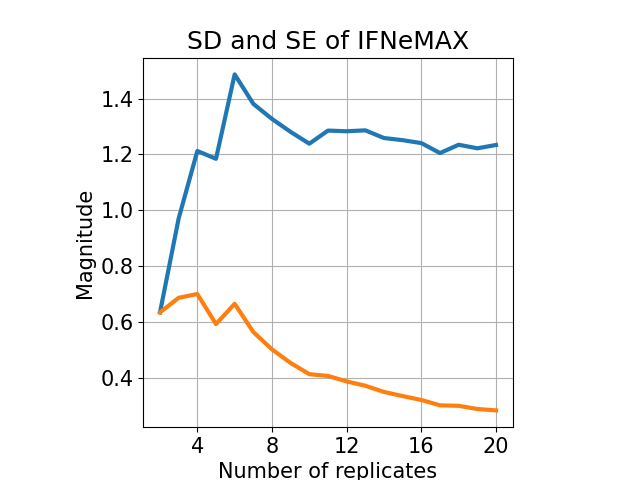 SD and SE of IFNeMAX
Magnitude
1.4
1.2
1.0
0.8
0.6
0.4
4 8 12 16 20
Number of replicates